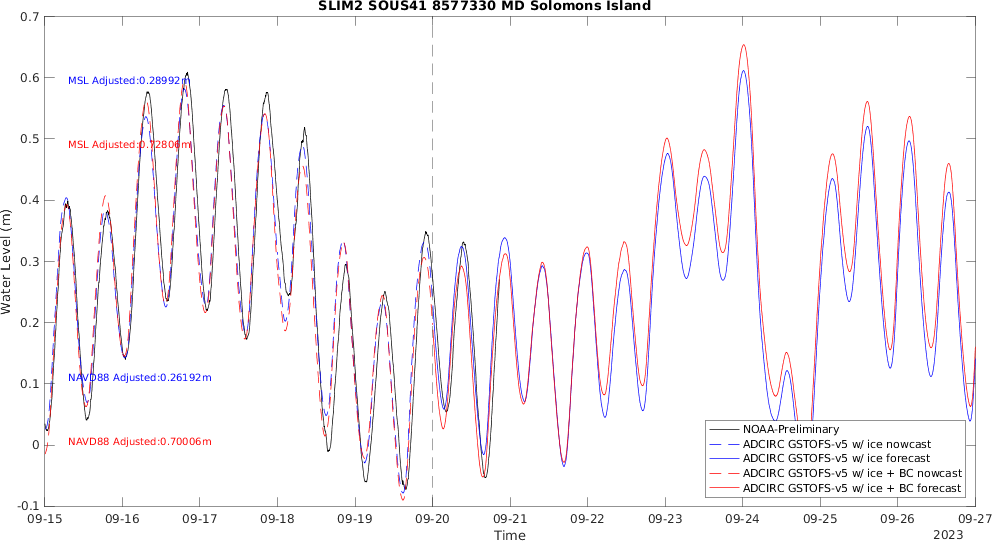 SLIM2 SOUS41 8577330 MD Solomons Island
0.7
0.6
0.5
0.4
0.3
0.2
0.1
0
-0.1
Water Level (m)
MSL Adjusted:0.28992m
MSL Adjusted:0.72806m
NAVD88 Adjusted:0.26192m
NAVD88 Adjusted:0.70006m
NOAA-Preliminary
ADCIRC GSTOFS-v5 w/ ice nowcast
ADCIRC GSTOFS-v5 w/ ice forecast
ADCIRC GSTOFS-v5 w/ ice + BC nowcast
ADCIRC GSTOFS-v5 w/ ice + BC forecast
09-15 09-16 09-17 09-18 09-19 09-20 09-21 09-22 09-23 09-24 09-25 09-26 09-27
Time
2023